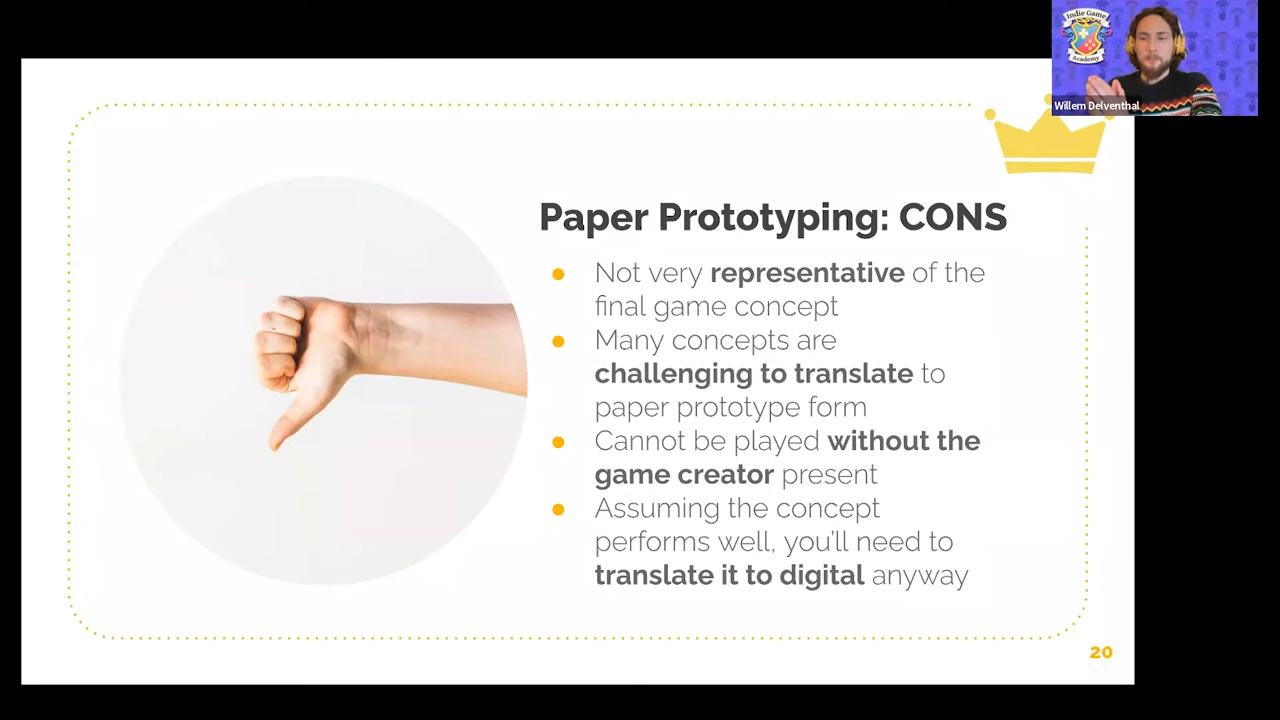 Indie Game
Academy
Willem Delventhal
Paper Prototyping: CONS
● Not very representative of the
final game concept
● Many concepts are
challenging to translate to
paper prototype form
● Cannot be played without the
game creator present
● Assuming the concept
performs well, you'll need to
translate it to digital anyway
20